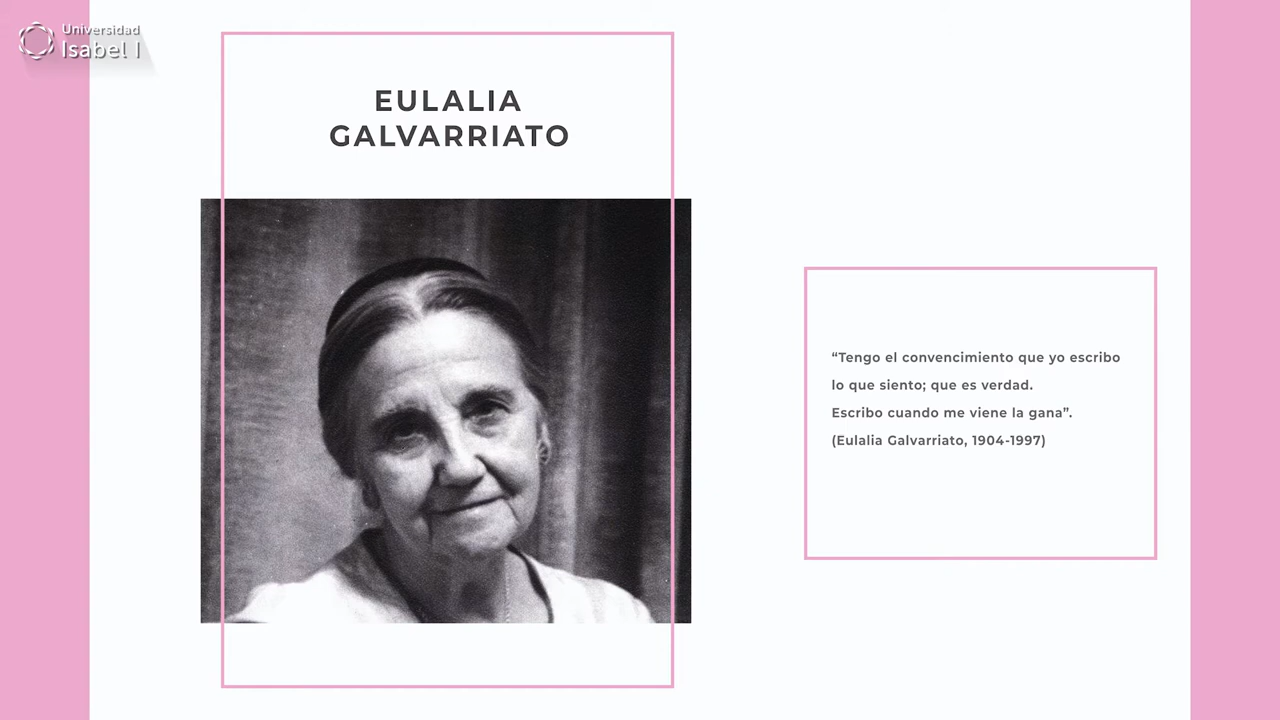 Universidad
Isabel I
EULALIA
GALVARRIATO
“Tengo el convencimiento que yo escribo
lo que siento; que es verdad.
Escribo cuando me viene la gana”.
(Eulalia Galvarriato, 1904-1997)